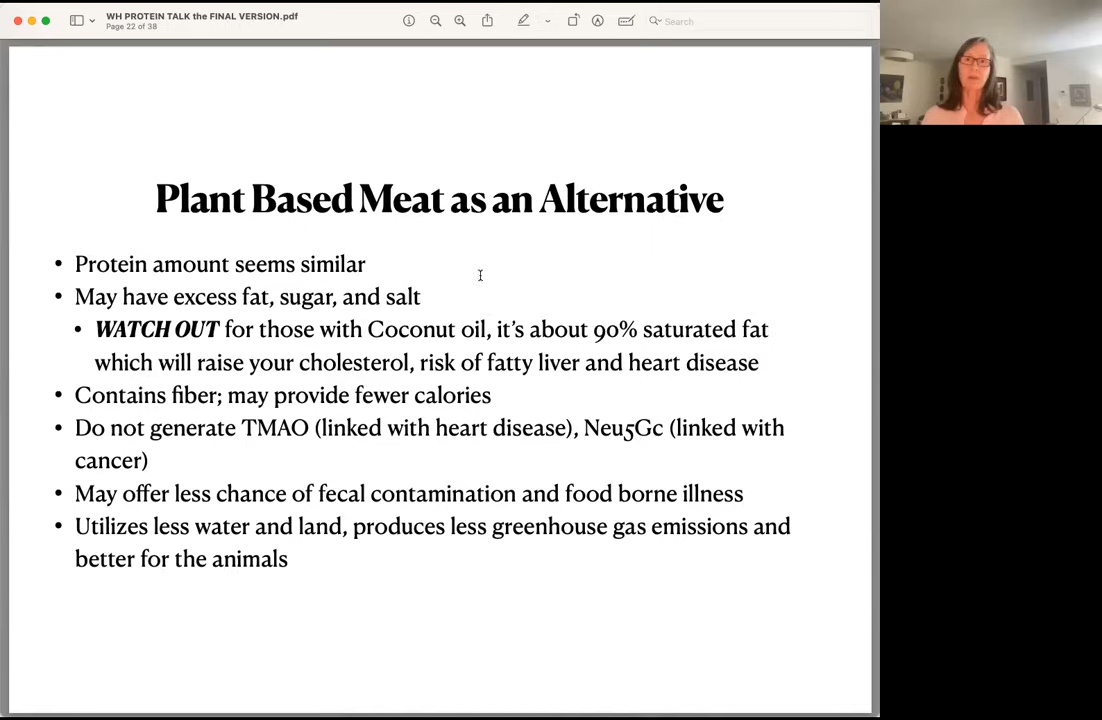 WH PROTEIN TALK the FINAL VERSION.pdf
Page 22 of 38
Search
Plant Based Meat as an Alternative
• Protein amount seems similar
• May have excess fat, sugar, and salt
• WATCH OUT for those with Coconut oil, it's about 90% saturated fat
which will raise your cholesterol, risk of fatty liver and heart disease
• Contains fiber; may provide fewer calories
• Do not generate TMAO (linked with heart disease), Neu5Gc (linked with
cancer)
• May offer less chance of fecal contamination and food borne illness
• Utilizes less water and land, produces less greenhouse gas emissions and
better for the animals